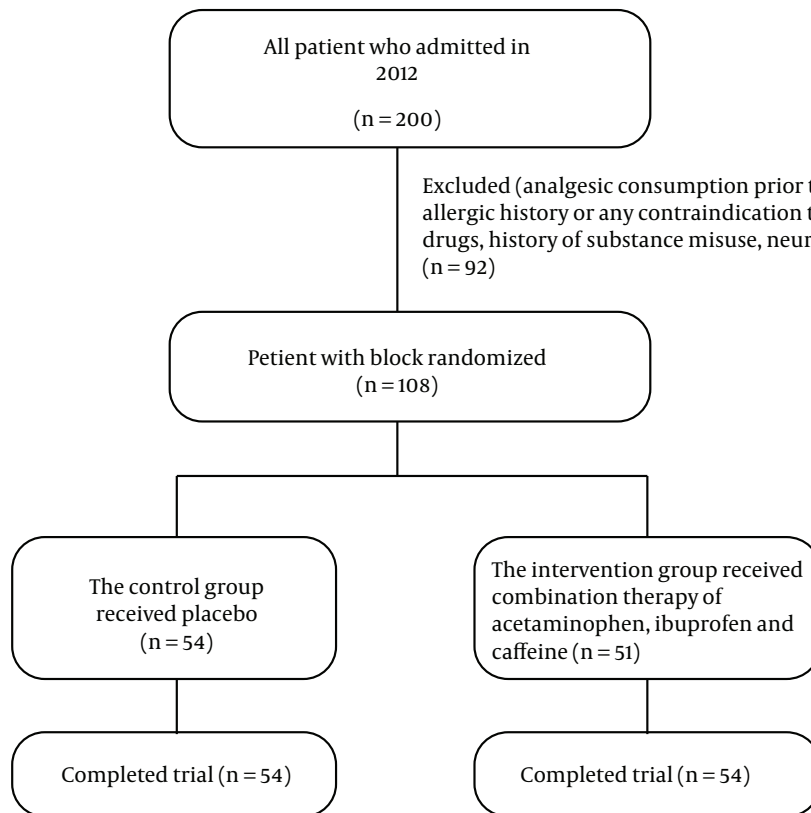 All patient who admitted in
2012
(n = 200)
Excluded (analgesic consumption prior t
allergic history or any contraindication t
drugs, history of substance misuse, neur
(n = 92)
Petient with block randomized
(n = 108)
The control group
received placebo
(n = 54)
The intervention group received
combination therapy of
acetaminophen, ibuprofen and
caffeine (n = 51)
Completed trial (n = 54)
Completed trial (n = 54)